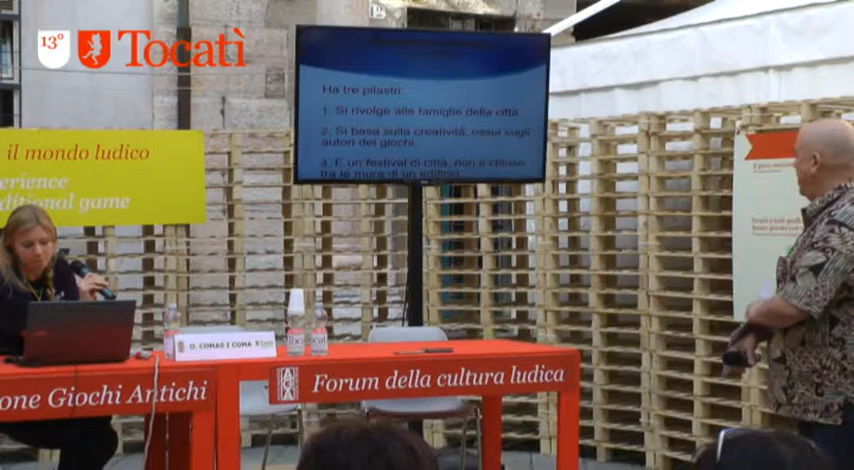 13°
Tocatì
12
Ha tre pilastri:
1. Si rivolge alle famiglie della città.
2. Si basa sulla creatività, ossia sugli
autori dei giochi.
3. È un festival di città, non è chiuso
tra le mura di un edificio.
il mondo ludico
erience
ditional game
O. COMAS I COMA
one Giochi Antichi
AGA
Forum della cultura ludica